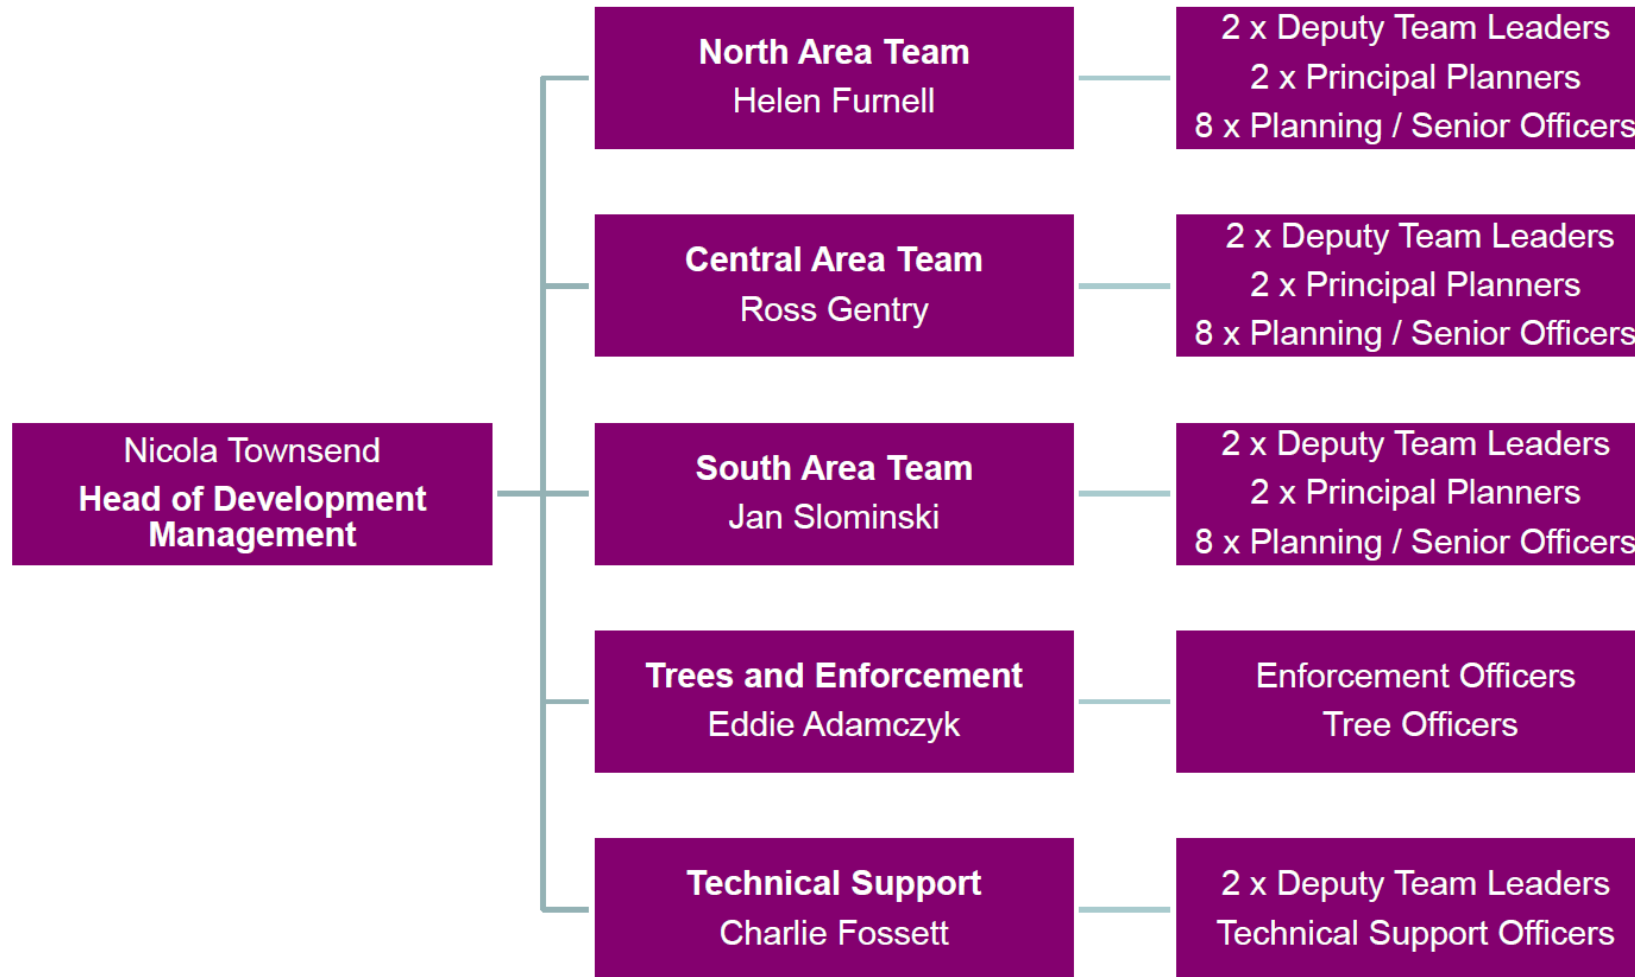 North Area Team
Helen Furnell
2 x Deputy Team Leaders
2 x Principal Planners
8 x Planning / Senior Officers
Central Area Team
Ross Gentry
2 x Deputy Team Leaders
2 x Principal Planners
8 x Planning / Senior Officers
Nicola Townsend
Head of Development
Management
South Area Team
Jan Slominski
2 x Deputy Team Leaders
2 x Principal Planners
8 x Planning / Senior Officers
Trees and Enforcement
Eddie Adamczyk
Enforcement Officers
Tree Officers
Technical Support
Charlie Fossett
2 x Deputy Team Leaders
Technical Support Officers